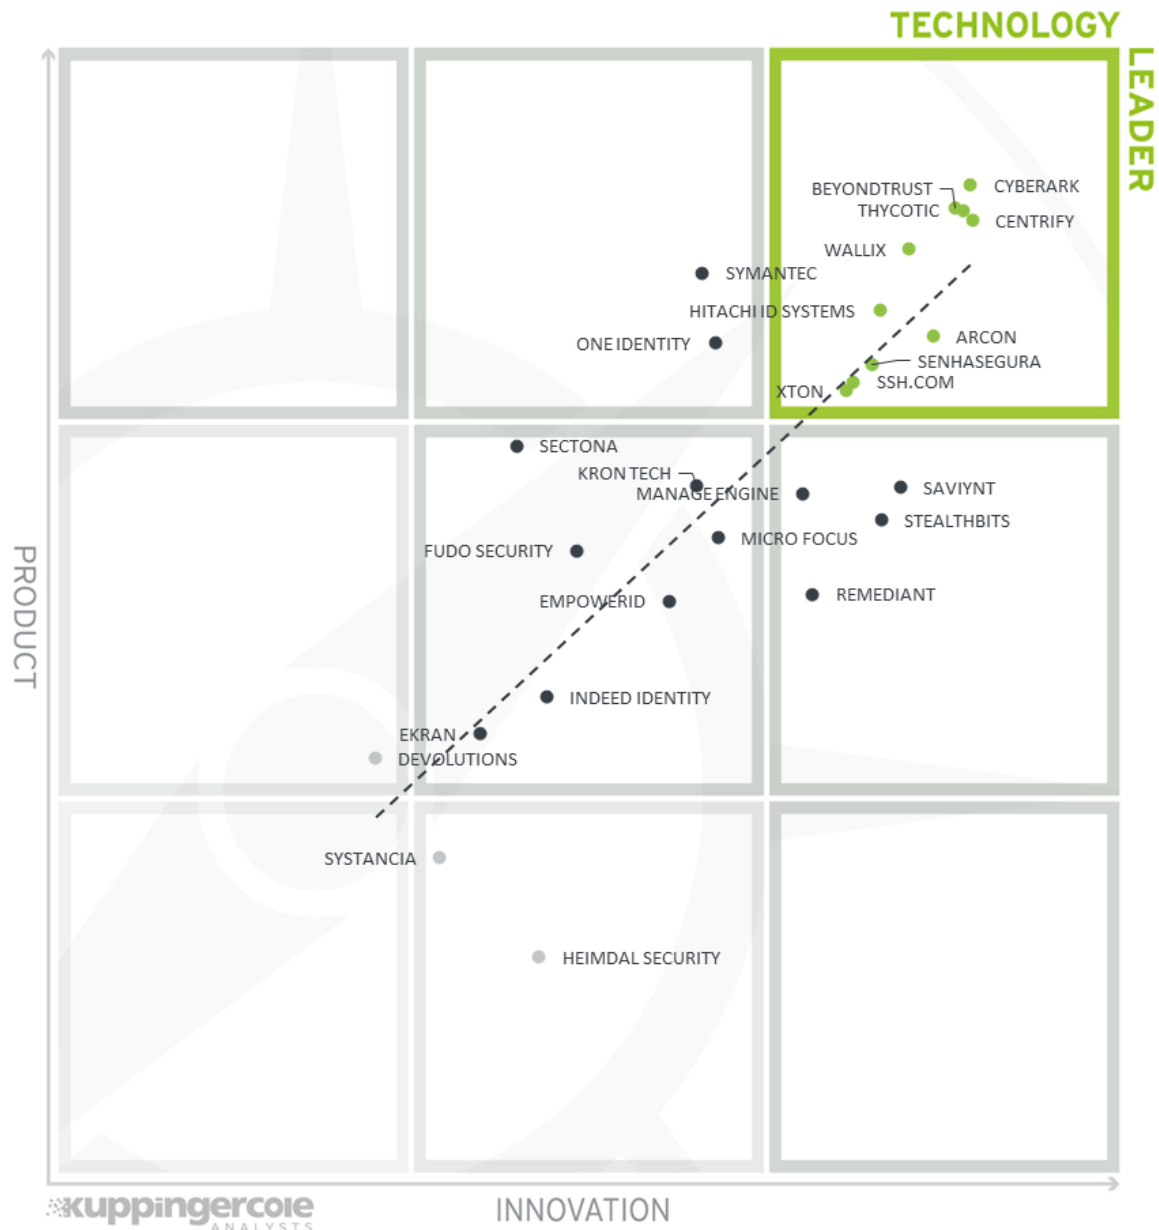 TECHNOLOGY
LEADER
BEYONDTRUST
CYBERARK
THYCOTIC
CENTRIFY
WALLIX
SYMANTEC
HITACHI ID SYSTEMS
ONE IDENTITY
ARCON
SENHASEGURA
SSH.COM
XTON
SECTONA
KRON TECH
MANAGE ENGINE
SAVIYNT
STEALTHBITS
MICRO FOCUS
FUDO SECURITY
REMEDIANT
EMPOWERID
PRODUCT
INDEED IDENTITY
EKRAN
DEVOLUTIONS
SYSTANCIA
HEIMDAL SECURITY
kuppingercole
ANALYSTS
INNOVATION